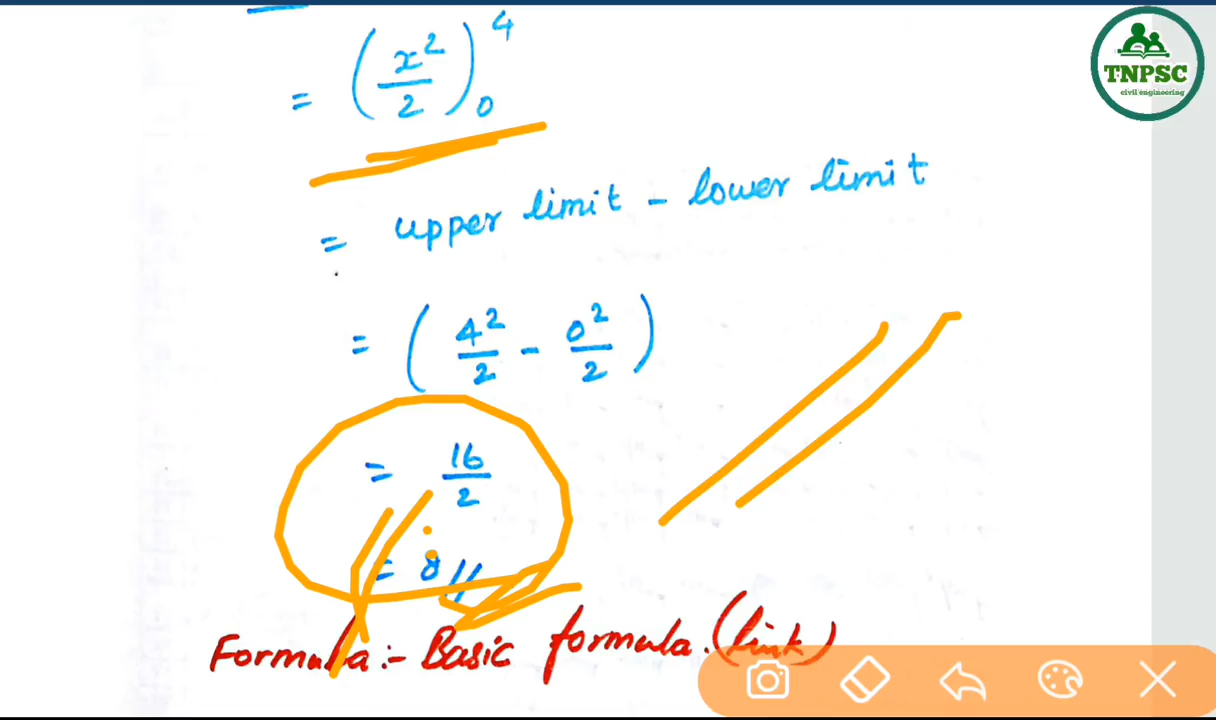 TNPSC
civil engineering
= (x²/2)₀⁴
= upper limit - lower limit
= (4²/2 - 0²/2)
= 16/2
= 8//
Formula :- Basic formula. (link)